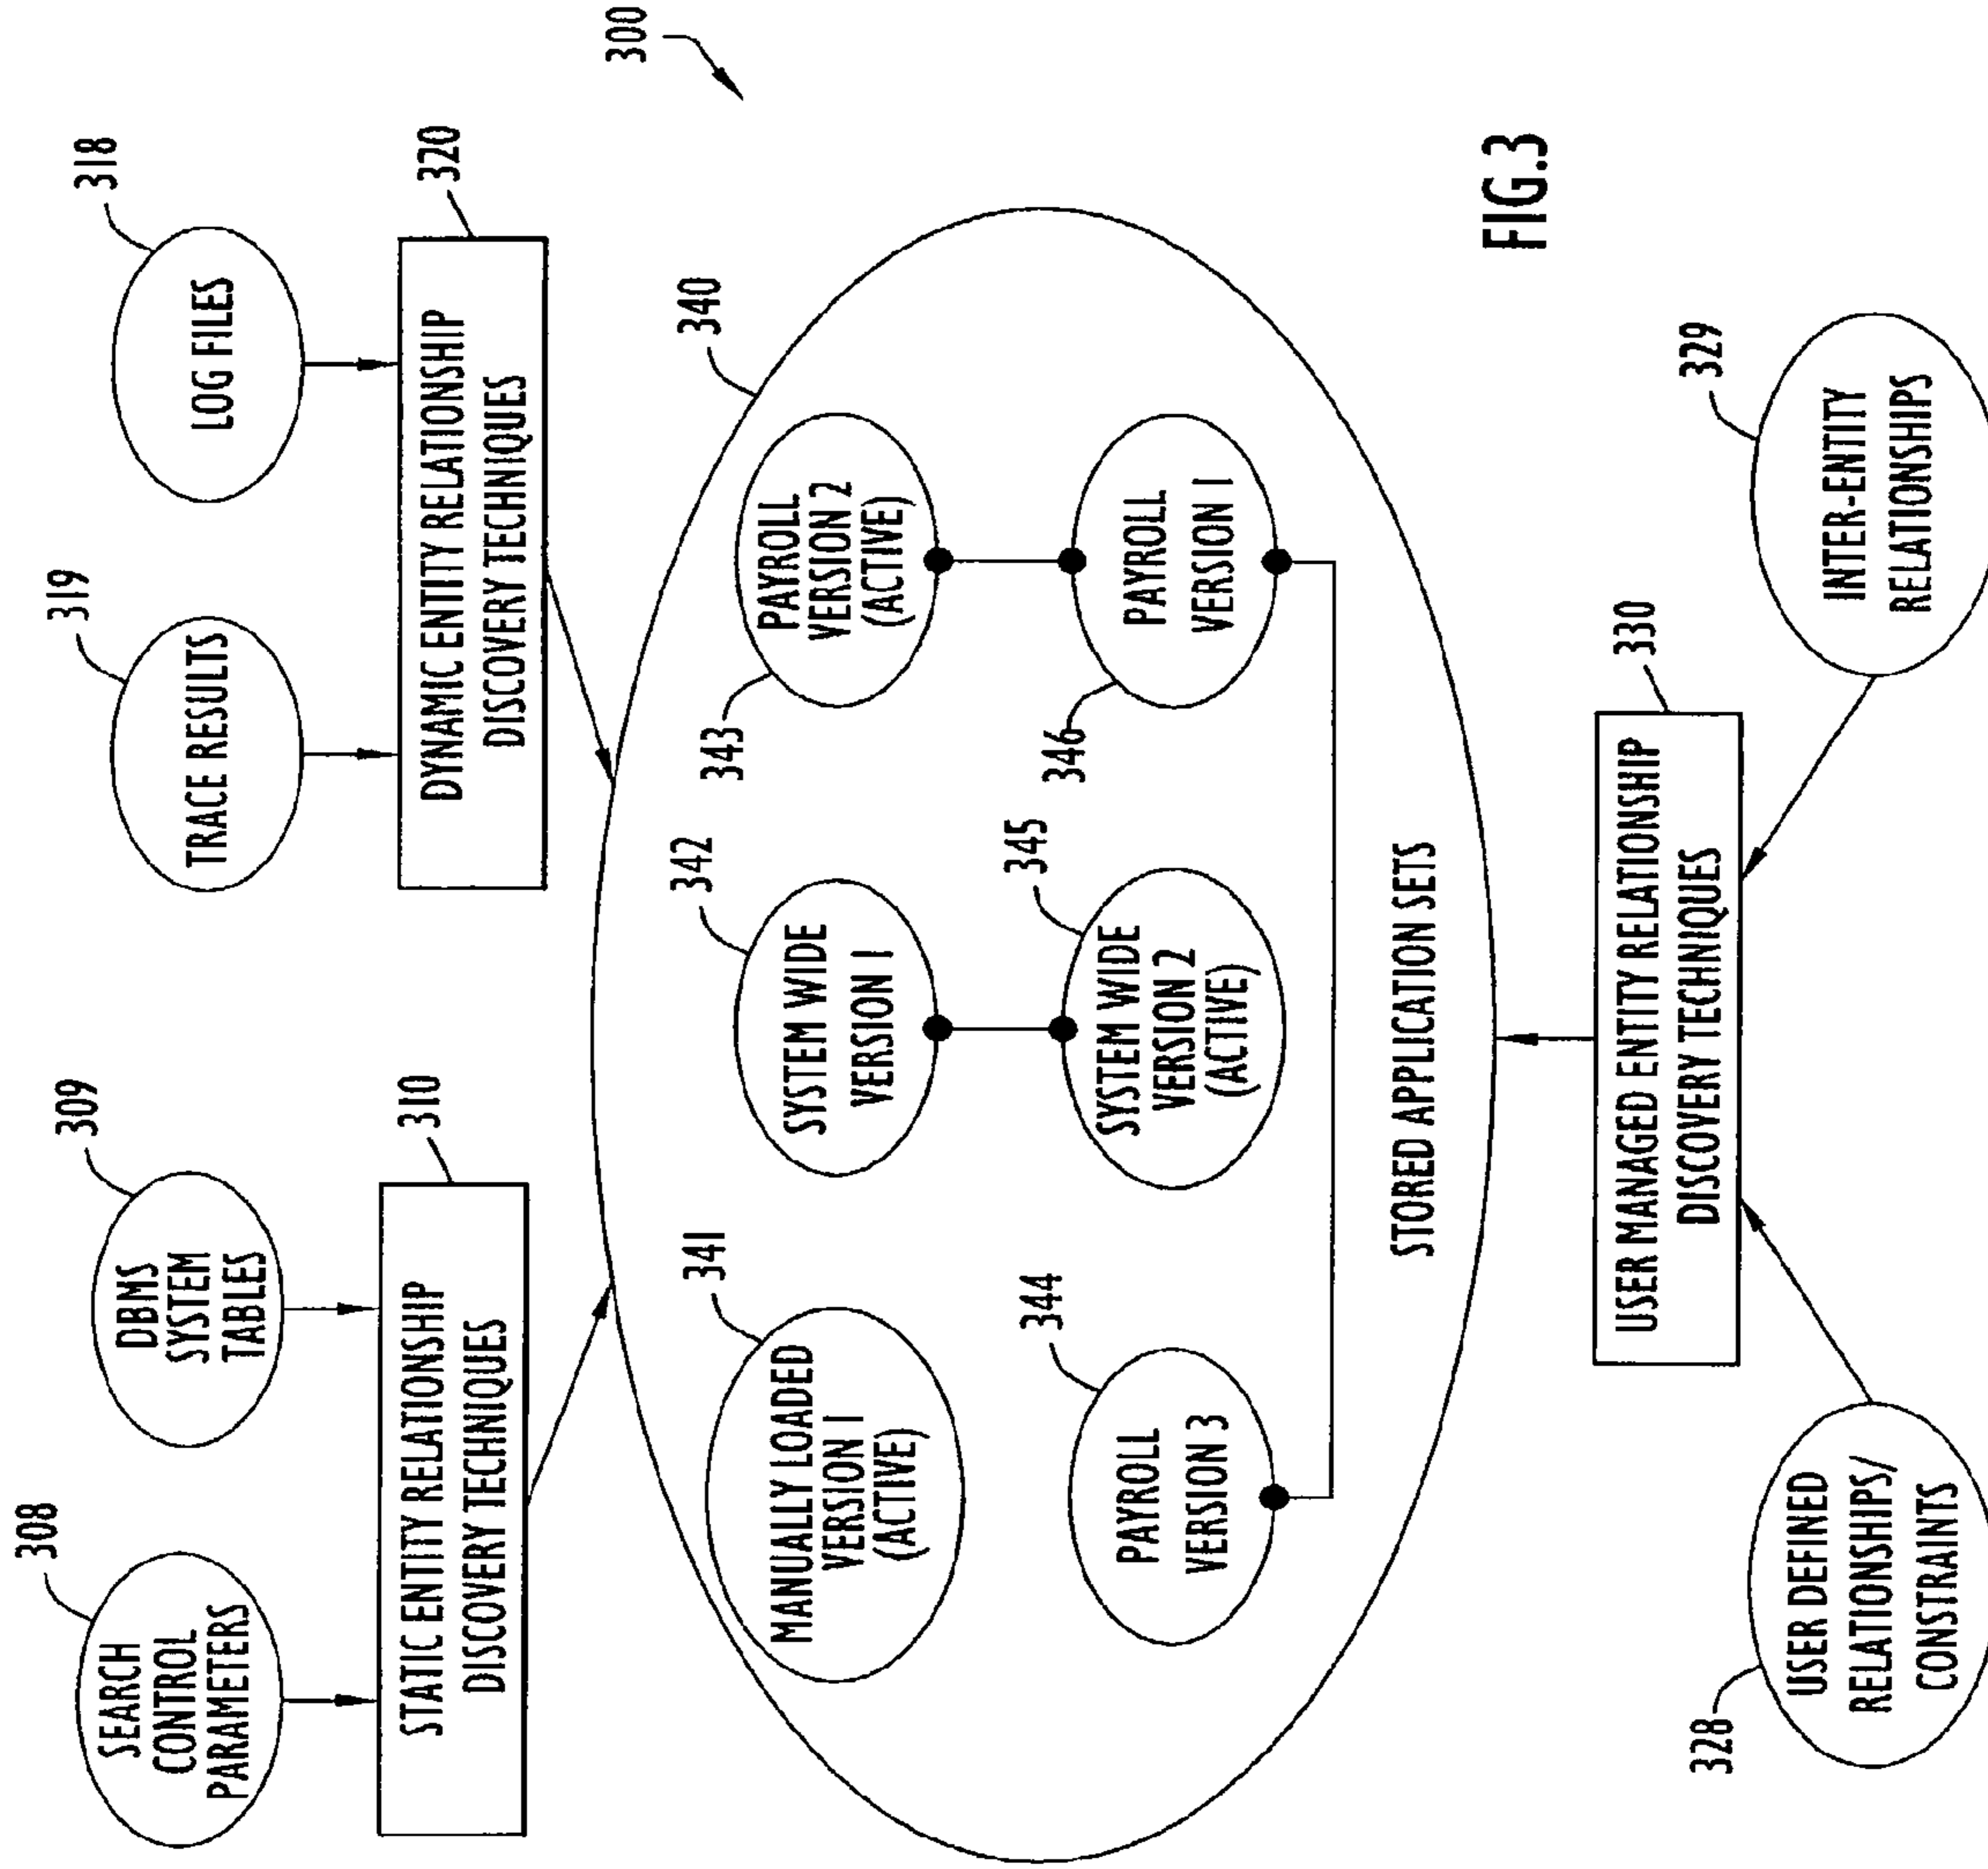 308
SEARCH
CONTROL
PARAMETERS
309
DBMS
SYSTEM
TABLES
319
TRACE RESULTS
318
LOG FILES
310
STATIC ENTITY RELATIONSHIP
DISCOVERY TECHNIQUES
320
DYNAMIC ENTITY RELATIONSHIP
DISCOVERY TECHNIQUES
300
340
341
MANUALLY LOADED
VERSION 1
(ACTIVE)
342
SYSTEM WIDE
VERSION 1
343
PAYROLL
VERSION 2
(ACTIVE)
344
PAYROLL
VERSION 3
345
SYSTEM WIDE
VERSION 2
(ACTIVE)
346
PAYROLL
VERSION 1
STORED APPLICATION SETS
FIG.3
330
USER MANAGED ENTITY RELATIONSHIP
DISCOVERY TECHNIQUES
328
USER DEFINED
RELATIONSHIPS/
CONSTRAINTS
329
INTER-ENTITY
RELATIONSHIPS